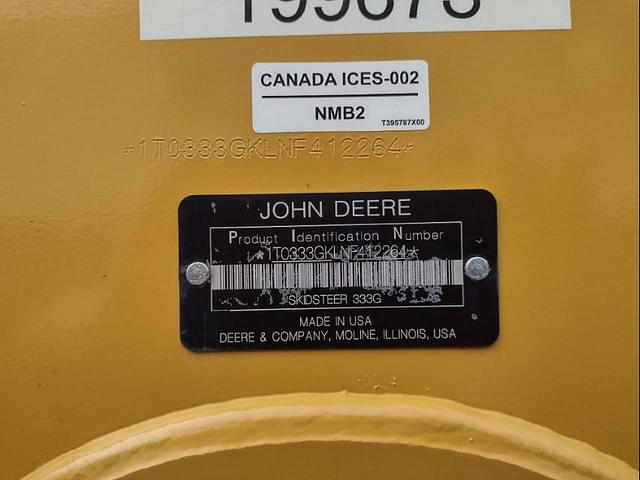 CANADA ICES-002
NMB2
T395787X00
*1T0333GKLNF412264*
JOHN DEERE
Product Identification Number
*1T0333GKLNF412264*
SKIDSTEER 333G
MADE IN USA
DEERE & COMPANY, MOLINE, ILLINOIS, USA